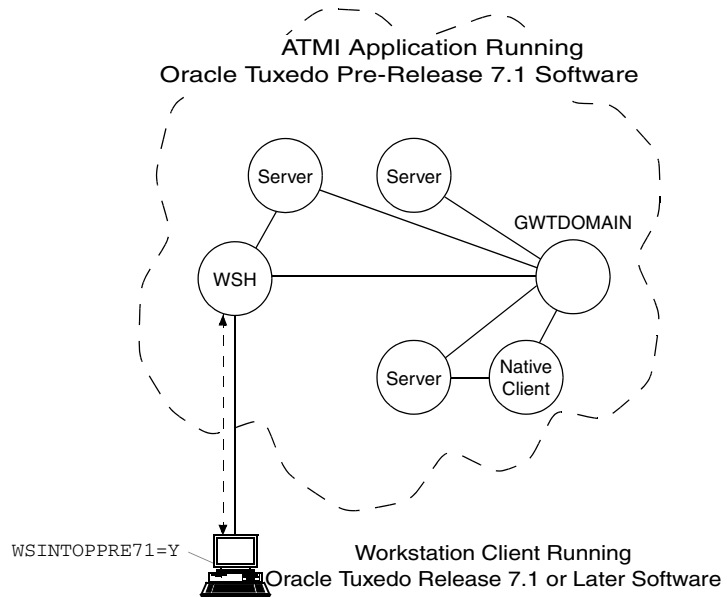 ATMI Application Running
Oracle Tuxedo Pre-Release 7.1 Software
Server
Server
GWTDOMAIN
WSH
Server
Native
Client
WSINTOPPRE71=Y
Workstation Client Running
Oracle Tuxedo Release 7.1 or Later Software